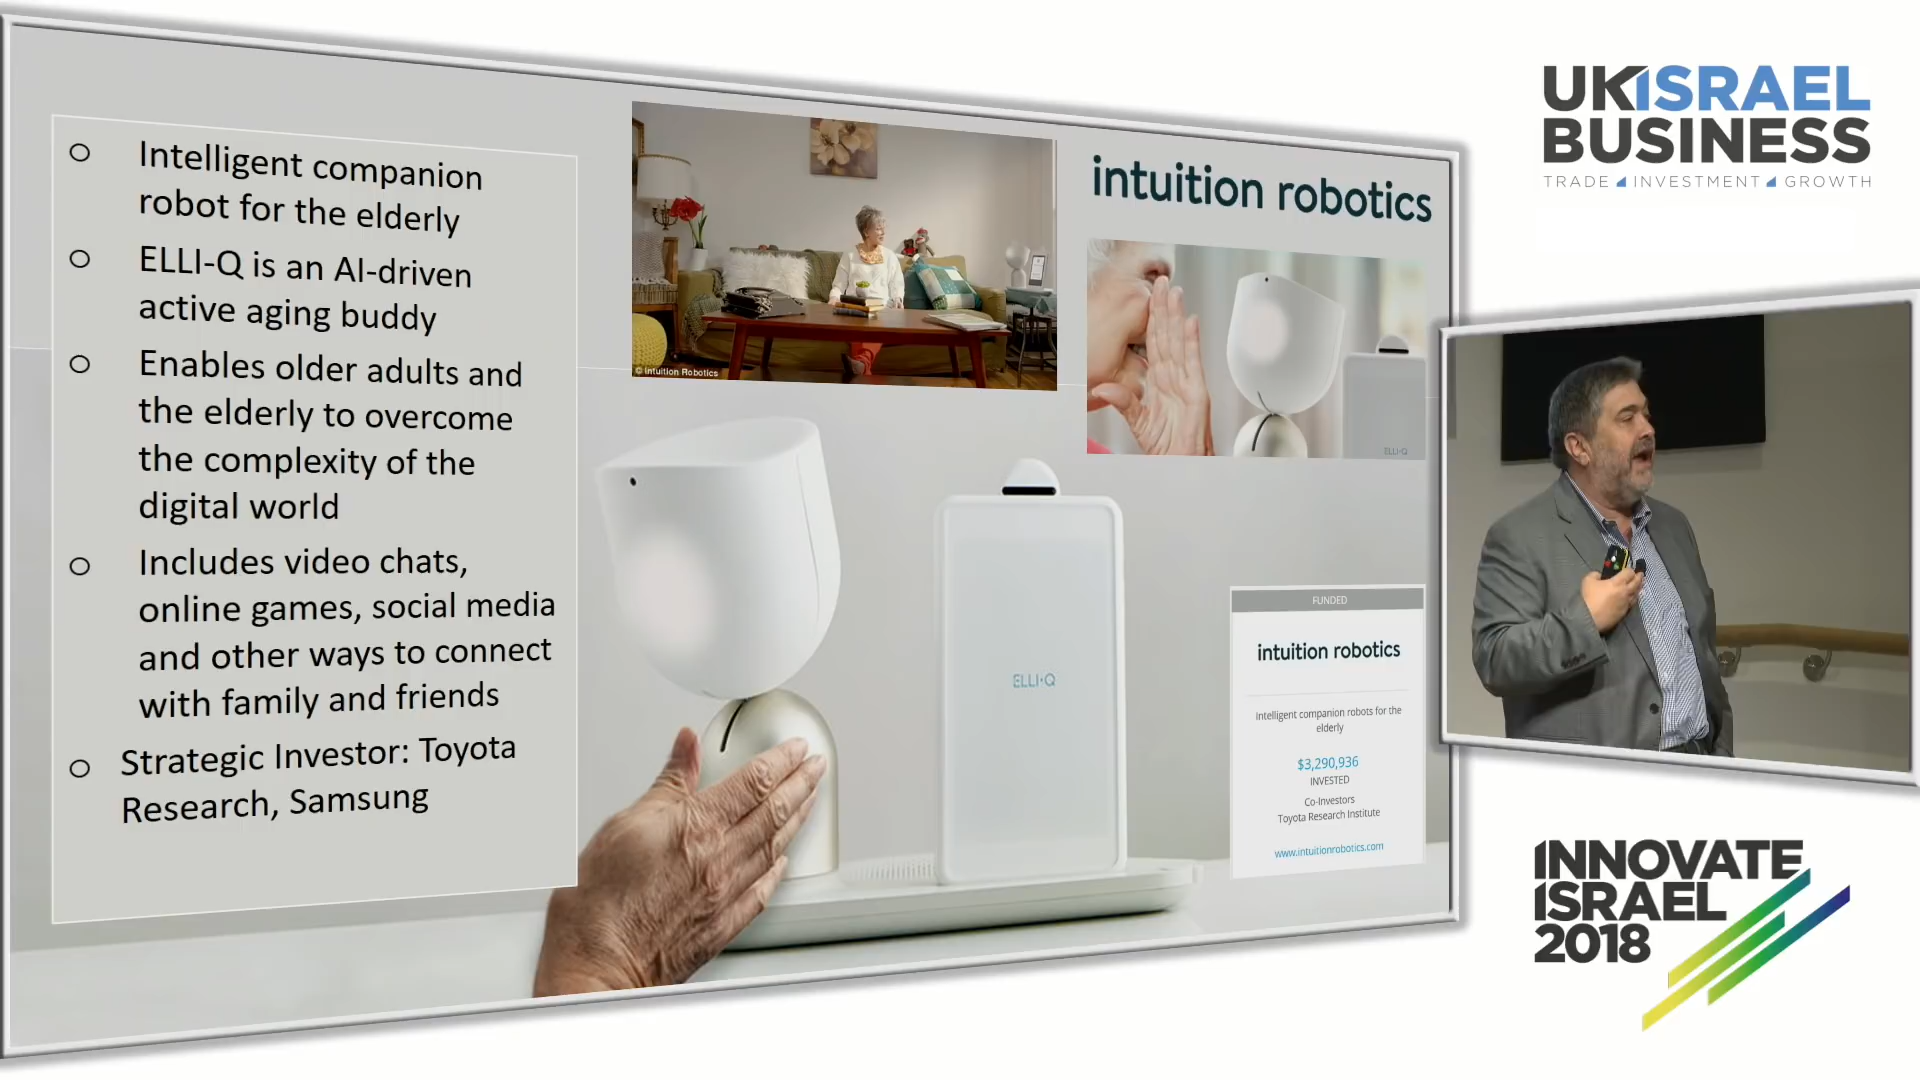 Intelligent companion
robot for the elderly
ELLI-Q is an AI-driven
active aging buddy
Enables older adults and
the elderly to overcome
the complexity of the
digital world
Includes video chats,
online games, social media
and other ways to connect
with family and friends
Strategic Investor: Toyota
Research, Samsung
© Intuition Robotics
intuition robotics
ELLI•Q
ELLI•Q
FUNDED
intuition robotics
Intelligent companion robots for the
elderly
$3,290,936
INVESTED
Co-Investors
Toyota Research Institute
www.intuitionrobotics.com
UKISRAEL
BUSINESS
TRADE INVESTMENT GROWTH
INNOVATE
ISRAEL
2018